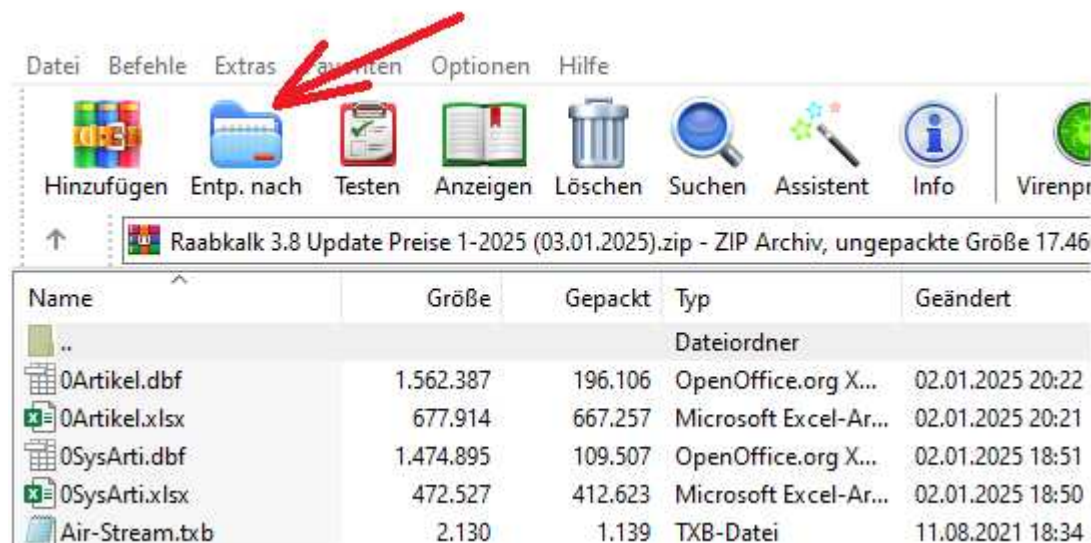 Datei Befehle Extras Favoriten Optionen Hilfe
Hinzufügen Entp. nach Testen Anzeigen Löschen Suchen Assistent Info Virenpr
Raabkalk 3.8 Update Preise 1-2025 (03.01.2025).zip - ZIP Archiv, ungepackte Größe 17.46
Name Größe Gepackt Typ Geändert
.. Dateiordner
0Artikel.dbf 1.562.387 196.106 OpenOffice.org X... 02.01.2025 20:22
0Artikel.xlsx 677.914 667.257 Microsoft Excel-Ar... 02.01.2025 20:21
0SysArti.dbf 1.474.895 109.507 OpenOffice.org X... 02.01.2025 18:51
0SysArti.xlsx 472.527 412.623 Microsoft Excel-Ar... 02.01.2025 18:50
Air-Stream.txb 2.130 1.139 TXB-Datei 11.08.2021 18:34